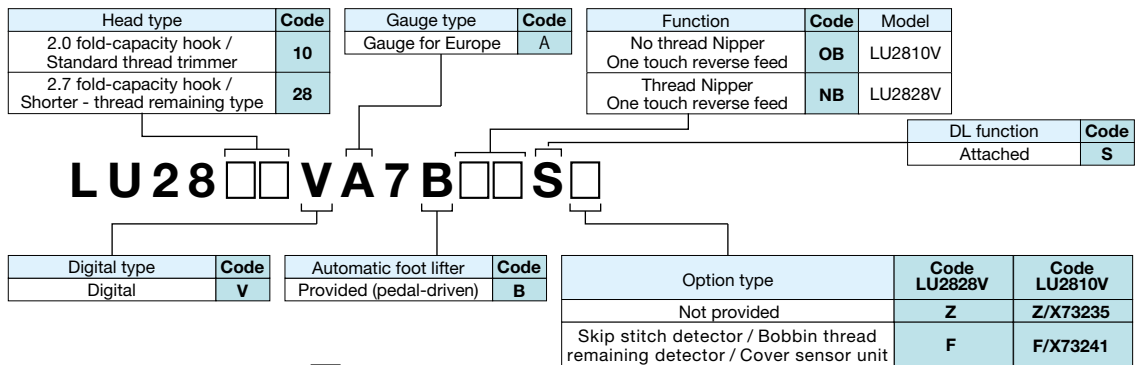 Head type Code
2.0 fold-capacity hook /
Standard thread trimmer
10
2.7 fold-capacity hook /
Shorter - thread remaining type
28
Gauge type Code
Gauge for Europe A
Function Code Model
No thread Nipper
One touch reverse feed
OB LU2810V
Thread Nipper
One touch reverse feed
NB LU2828V
DL function Code
Attached S
LU28□□VA7B□□S□
Digital type Code
Digital V
Automatic foot lifter Code
Provided (pedal-driven) B
Option type
Code
LU2828V
Code
LU2810V
Not provided Z Z/X73235
Skip stitch detector / Bobbin thread
remaining detector / Cover sensor unit
F F/X73241